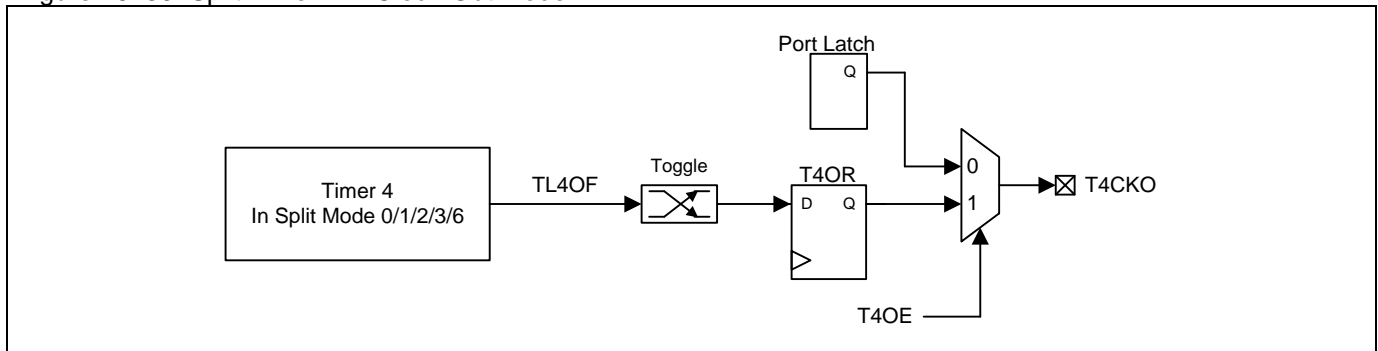 Port Latch
Q
Timer 4
In Split Mode 0/1/2/3/6
TL4OF
Toggle
T4OR
D Q
0
1
T4CKO
T4OE